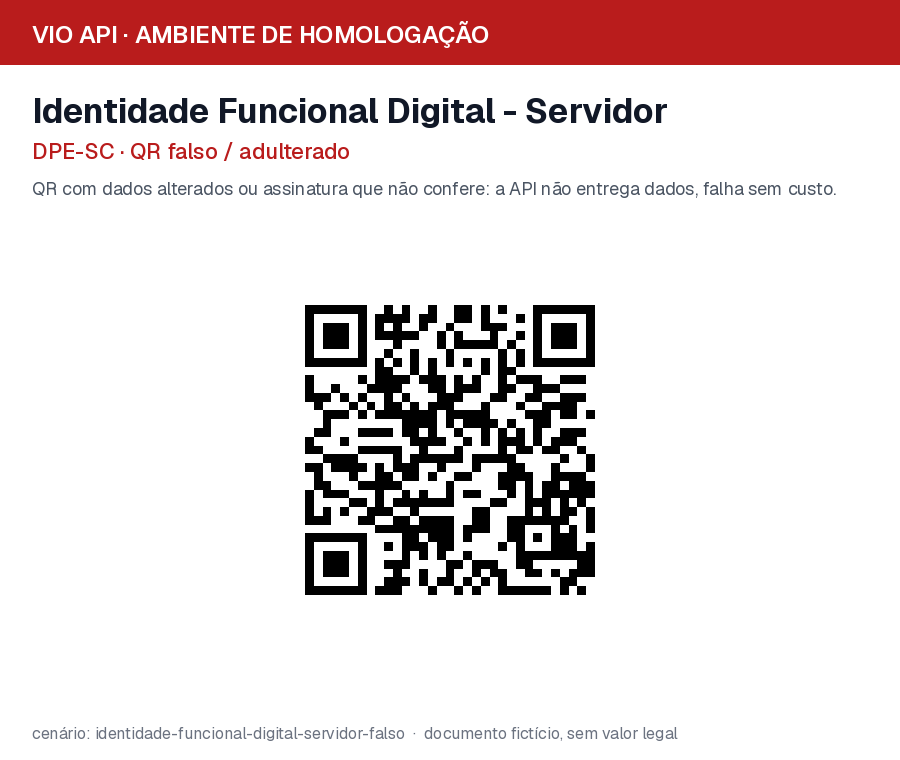 VIO API · AMBIENTE DE HOMOLOGAÇÃO
Identidade Funcional Digital - Servidor
DPE-SC · QR falso / adulterado
QR com dados alterados ou assinatura que não confere: a API não entrega dados, falha sem custo.
cenário: identidade-funcional-digital-servidor-falso · documento fictício, sem valor legal